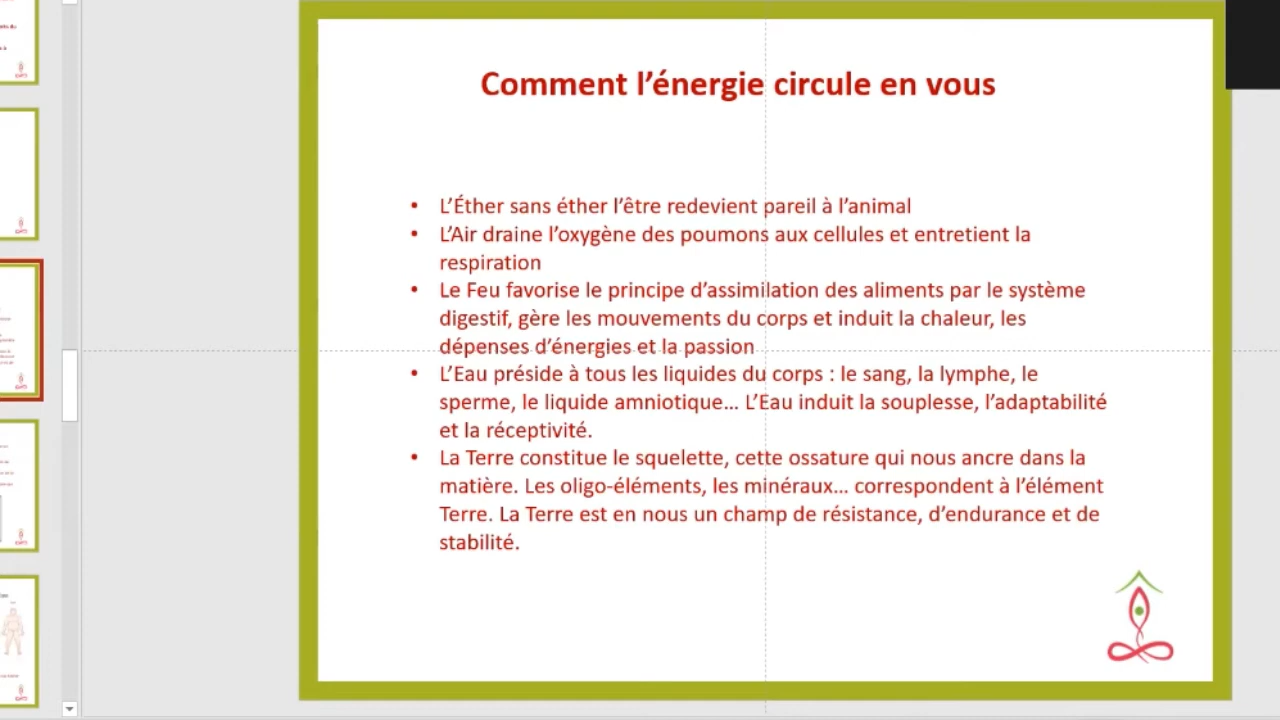 Comment l’énergie circule en vous
• L’Éther sans éther l’être redevient pareil à l’animal
• L’Air draine l’oxygène des poumons aux cellules et entretient la
respiration
• Le Feu favorise le principe d’assimilation des aliments par le système
digestif, gère les mouvements du corps et induit la chaleur, les
dépenses d’énergies et la passion
• L’Eau préside à tous les liquides du corps : le sang, la lymphe, le
sperme, le liquide amniotique... L’Eau induit la souplesse, l’adaptabilité
et la réceptivité.
• La Terre constitue le squelette, cette ossature qui nous ancre dans la
matière. Les oligo-éléments, les minéraux... correspondent à l’élément
Terre. La Terre est en nous un champ de résistance, d’endurance et de
stabilité.